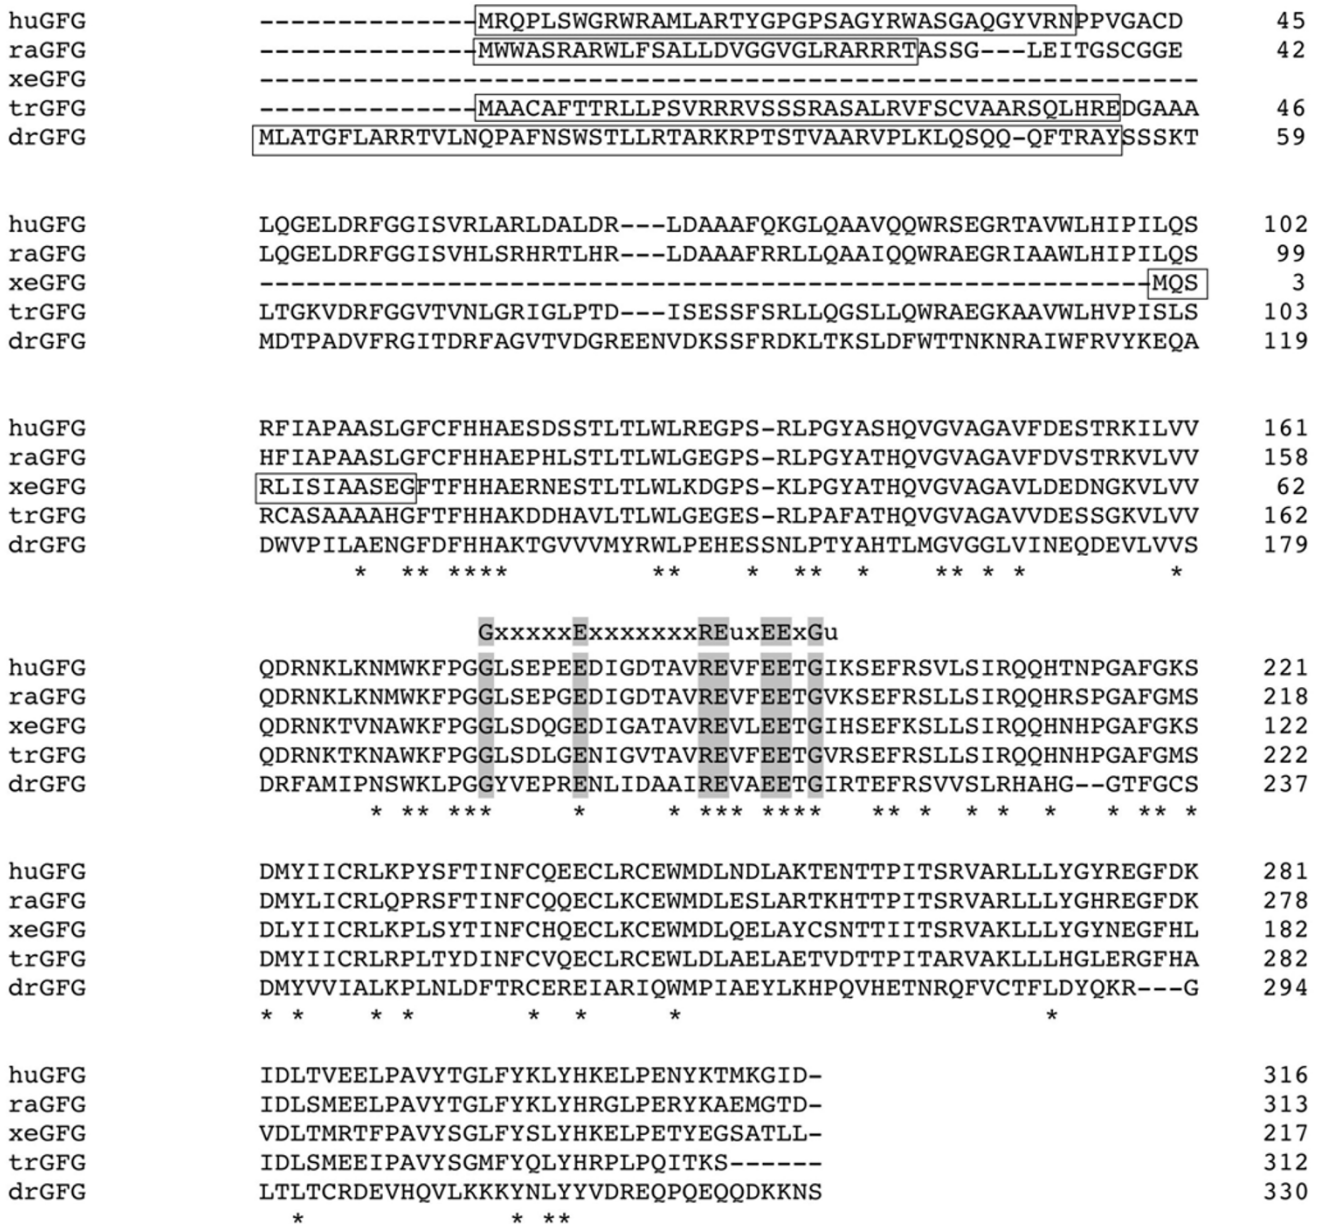 huGFG --------------MRQPLSWGRWRAMLARTYGPGPSAGYRWASGAQGYVRNPPVGACD 45
raGFG --------------MWWASRARWLFSALLDVGGVGLRARRRTASSG---LEITGSCGGE 42
xeGFG ------------------------------------------------------------
trGFG --------------MAACAFTTRLLPSVRRRVSSSRASALRVFSCVAARSQLHREDGAAA 46
drGFG MLATGFLARRTVLNQPAFNSWSTLLRTARKRPTSTVAARVPLKLQSQQ-QFTRAYSSSKT 59
huGFG LQGELDRFGGISVRLARLDALDR---LDAAAFQKGLQAAVQQWRSEGRTAVWLHIPILQS 102
raGFG LQGELDRFGGISVHLSRHRTLHR---LDAAAFRRLLQAAIQQWRAEGRIAAWLHIPILQS 99
xeGFG ---------------------------------------------------------MQS 3
trGFG LTGKVDRFGGVTVNLGRIGLPTD---ISESSFSRLLQGSLLQWRAEGKAAVWLHVPISLS 103
drGFG MDTPADVFRGITDRFAGVTVDGREENVDKSSFRDKLTKSLDFWTTNKNRAIWFRVYKEQA 119
huGFG RFIAPAASLGFCFHHAESDSSTLTLWLREGPS-RLPGYASHQVGVAGAVFDESTRKILVV 161
raGFG HFIAPAASLGFCFHHAEPHLSTLTLWLGEGPS-RLPGYATHQVGVAGAVFDVSTRKVLVV 158
xeGFG RLISIAASEGFTFHHAERNESTLTLWLKDGPS-KLPGYATHQVGVAGAVLDEDNGKVLVV 62
trGFG RCASAAAAHGFTFHHAKDDHAVLTLWLGEGES-RLPAFATHQVGVAGAVVDESSGKVLVV 162
drGFG DWVPILAENGFDFHHAKTGVVVMYRWLPEHESSNLPTYAHTLMGVGGLVINEQDEVLVVS 179
* ** **** ** * ** * ** * * *
GxxxxxExxxxxxxREuxEExGu
huGFG QDRNKLKNMWKFPGGLSEPEEDIGDTAVREVFEETGIKSEFRSVLSIRQQHTNPGAFGKS 221
raGFG QDRNKLKNMWKFPGGLSEPGEDIGDTAVREVFEETGVKSEFRSLLSIRQQHRSPGAFGMS 218
xeGFG QDRNKTVNAWKFPGGLSDQGEDIGATAVREVLEETGIHSEFKSLLSIRQQHNHPGAFGKS 122
trGFG QDRNKTKNAWKFPGGLSDLGENIGVTAVREVFEETGVRSEFRSLLSIRQQHNHPGAFGMS 222
drGFG DRFAMIPNSWKLPGGYVEPRENLIDAAIREVAEETGIRTEFRSVVSLRHAHG--GTFGCS 237
* ** *** * * *** **** ** * * * * * ** *
huGFG DMYIICRLKPYSFTINFCQEECLRCEWMDLNDLAKTENTTPITSRVARLLLYGYREGFDK 281
raGFG DMYLICRLQPRSFTINFCQQECLKCEWMDLESLARTKHTTPITSRVARLLLYGHREGFDK 278
xeGFG DLYIICRLKPLSYTINFCHQECLKCEWMDLQELAYCSNTTIITSRVAKLLLYGYNEGFHL 182
trGFG DMYIICRLRPLTYDINFCVQECLRCEWLDLAELAETVDTTPITARVAKLLLHGLERGFHA 282
drGFG DMYVVIALKPLNLDFTRCEREIARIQWMPIAEYLKHPQVHETNRQFVCTFLDYQKR---G 294
* * * * * * * *
huGFG IDLTVEELPAVYTGLFYKLYHKELPENYKTMKGID- 316
raGFG IDLSMEELPAVYTGLFYKLYHRGLPERYKAEMGTD- 313
xeGFG VDLTMRTFPAVYSGLFYSLYHKELPETYEGSATLL- 217
trGFG IDLSMEEIPAVYSGMFYQLYHRPLPQITKS------ 312
drGFG LTLTCRDEVHQVLKKKYNLYYVDREQPQEQQDKKNS 330
* * **